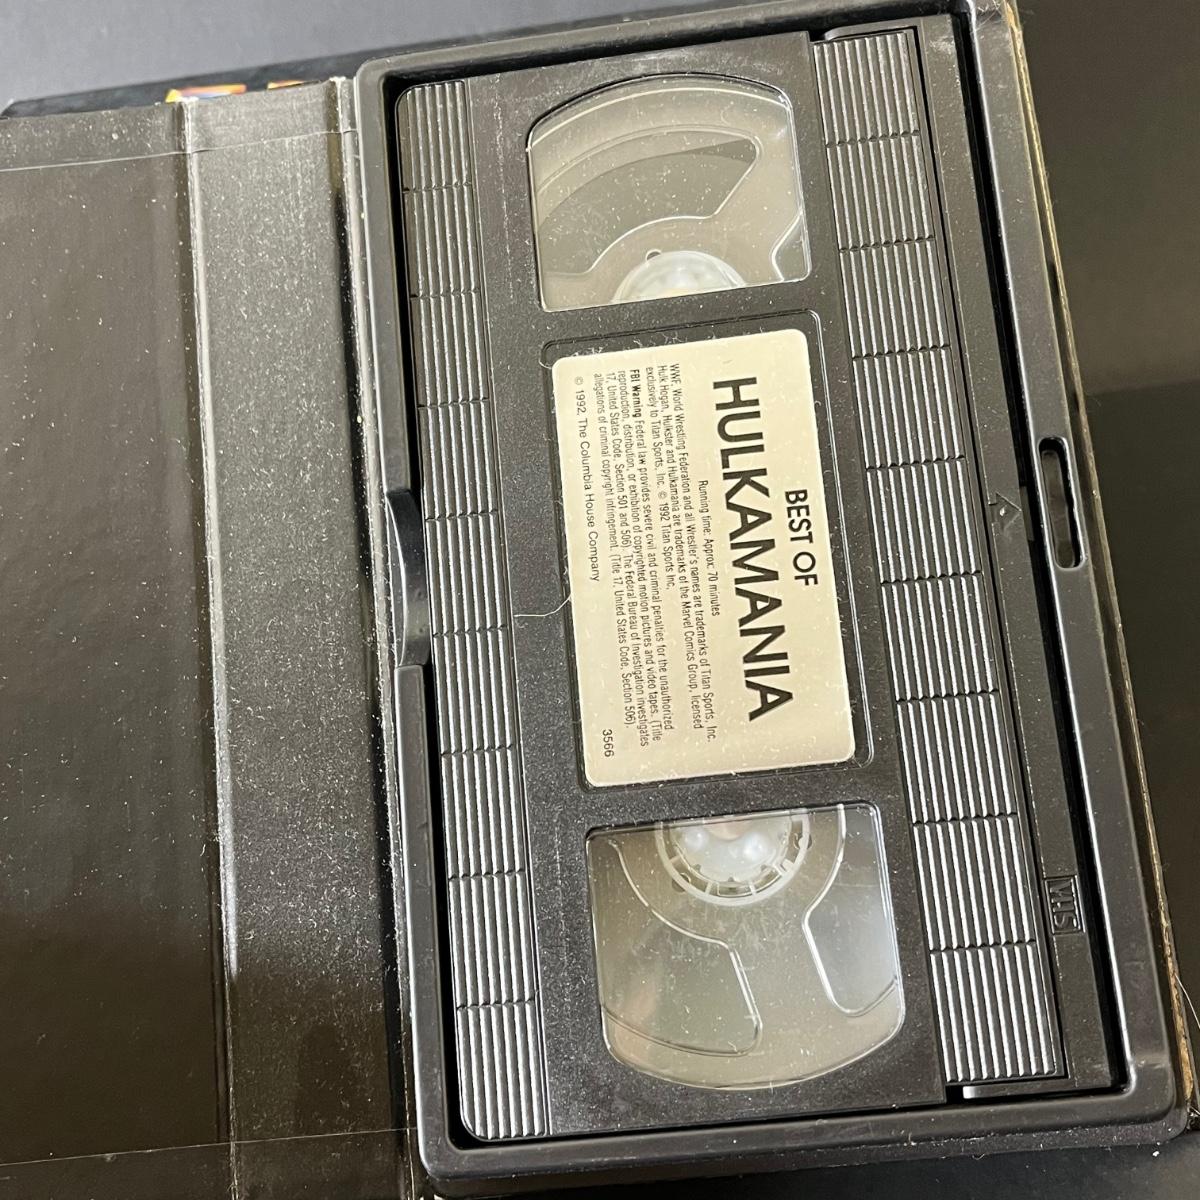 BEST OF
HULKAMANIA
Running time: Approx: 70 minutes
WWF, World Wrestling Federation and all Wrestler's names are trademarks of Titan Sports, Inc.
Hulk Hogan, Hulkster and Hulkamania are trademarks of the Marvel Comics Group, licensed
exclusively to Titan Sports, Inc. © 1992 Titan Sports Inc.
FBI Warning Federal law provides severe civil and criminal penalties for the unauthorized
reproduction, distribution, or exhibition of copyrighted motion pictures and video tapes. (Title
17, United States Code, Section 501 and 506). The Federal Bureau of Investigation investigates
allegations of criminal copyright infringement. (Title 17, United States Code, Section 506).
© 1992, The Columbia House Company
3566
VHS